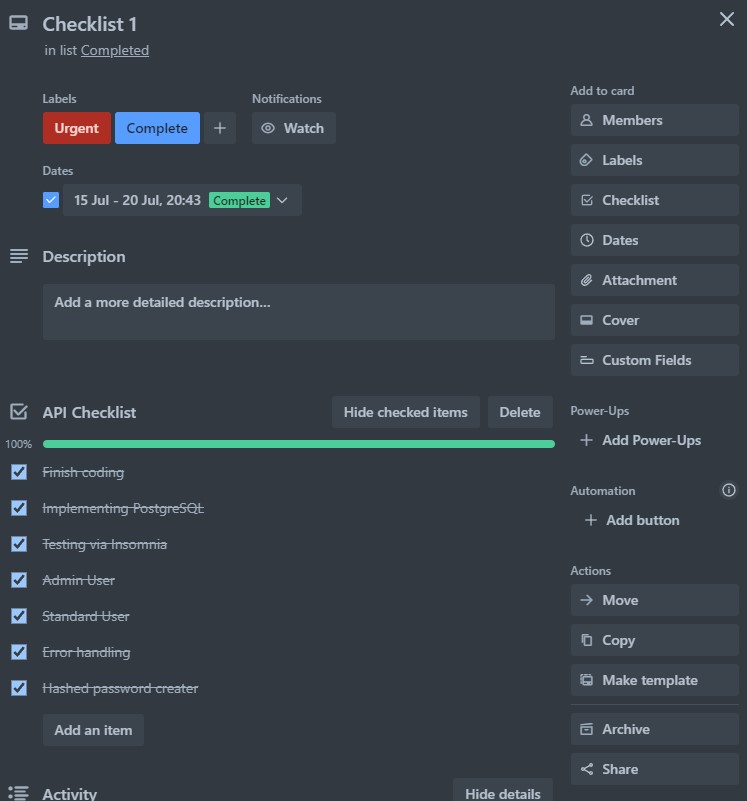 Checklist 1
in list Completed
Labels
Notifications
Urgent
Complete
Watch
Dates
15 Jul - 20 Jul, 20:43 Complete
Description
Add a more detailed description...
API Checklist
Hide checked items
Delete
100%
Finish coding
Implementing PostgreSQL
Testing via Insomnia
Admin User
Standard User
Error handling
Hashed password creater
Add an item
Activity
Hide details
Add to card
Members
Labels
Checklist
Dates
Attachment
Cover
Custom Fields
Power-Ups
Add Power-Ups
Automation
Add button
Actions
Move
Copy
Make template
Archive
Share